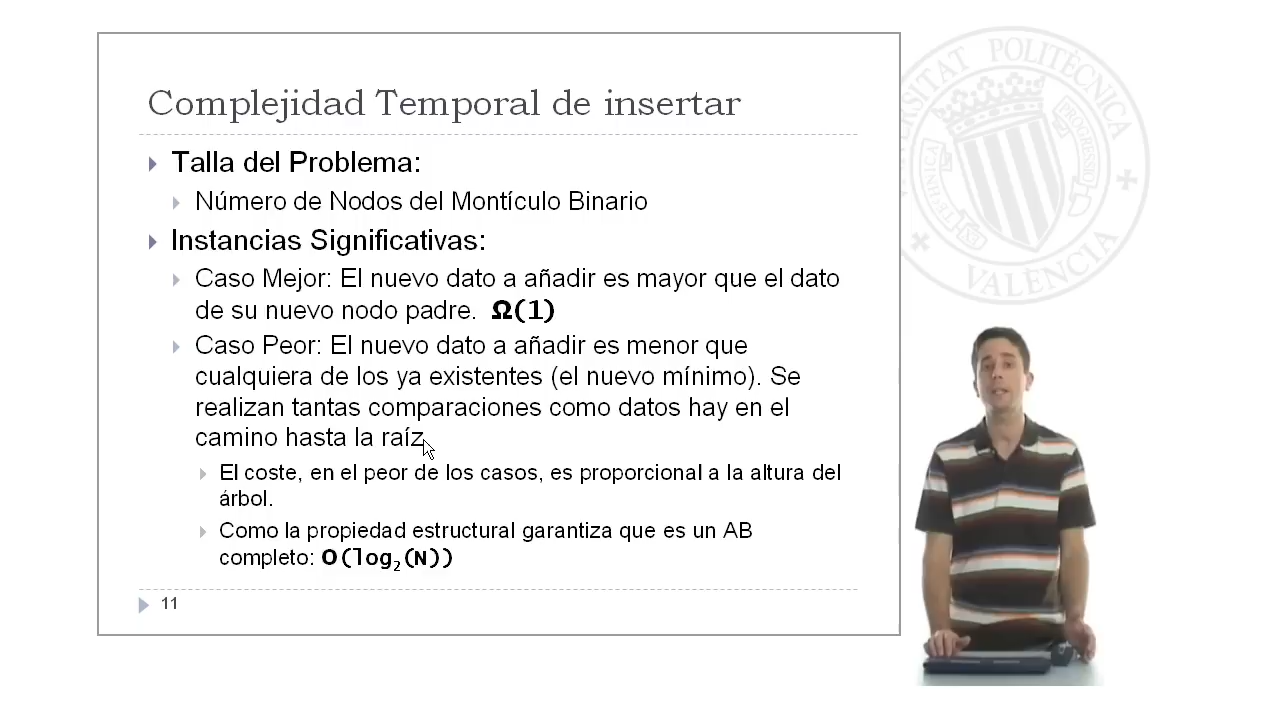 Complejidad Temporal de insertar
Talla del Problema:
Número de Nodos del Montículo Binario
Instancias Significativas:
Caso Mejor: El nuevo dato a añadir es mayor que el dato
de su nuevo nodo padre. Ω(1)
Caso Peor: El nuevo dato a añadir es menor que
cualquiera de los ya existentes (el nuevo mínimo). Se
realizan tantas comparaciones como datos hay en el
camino hasta la raíz
El coste, en el peor de los casos, es proporcional a la altura del
árbol.
Como la propiedad estructural garantiza que es un AB
completo: O(log₂(N))
11
POLITÈCNICA
VALÈNCIA